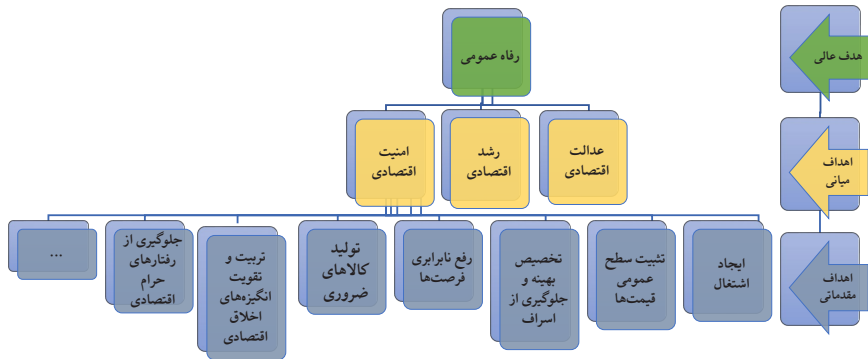 رفاه عمومی
هدف عالی
عدالت
اقتصادی
رشد
اقتصادی
امنیت
اقتصادی
اهداف
میانی
ایجاد
اشتغال
تثبیت سطح
عمومی
قیمت‌ها
تخصیص
بهینه و
جلوگیری از
اسراف
رفع نابرابری
فرصت‌ها
تولید
کالاهای
ضروری
تربیت و
تقویت
انگیزه‌های
اخلاق
اقتصادی
جلوگیری از
رفتارهای
حرام
اقتصادی
...
اهداف
مقدماتی